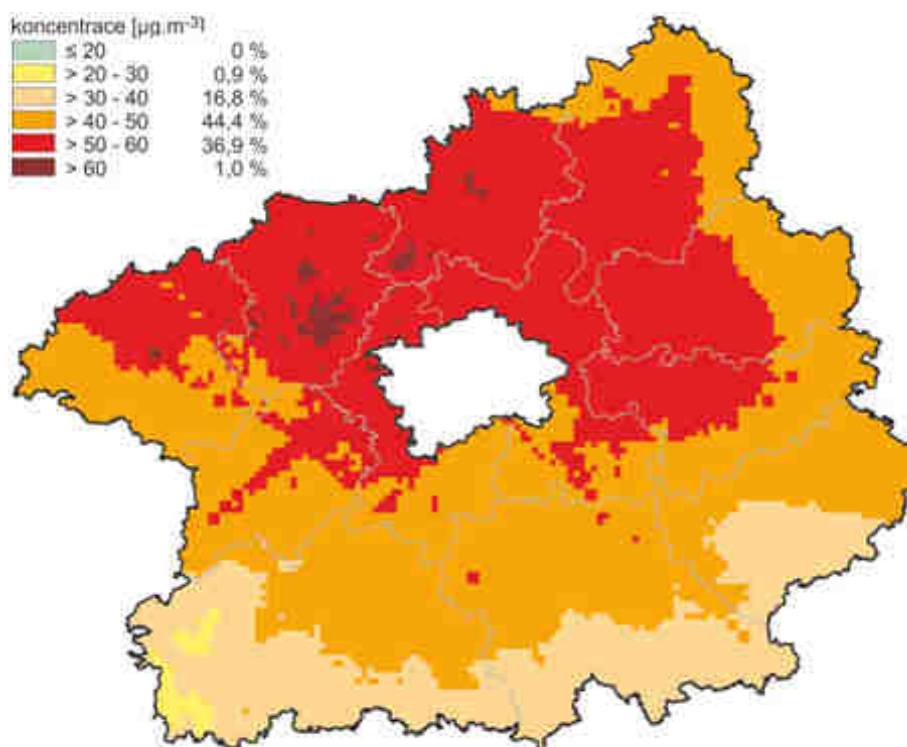 koncentrace [µg.m⁻³]
≤ 20 0 %
> 20 - 30 0,9 %
> 30 - 40 16,8 %
> 40 - 50 44,4 %
> 50 - 60 36,9 %
> 60 1,0 %